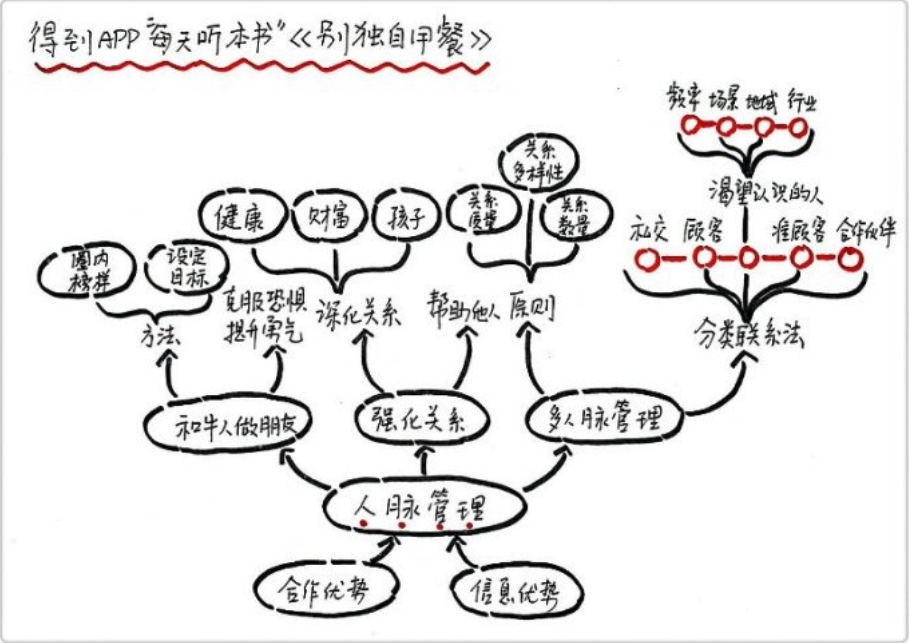 得到APP"每天听本书"《别独自用餐》
频率 场景 地域 行业
渴望认识的人
私交 顾客 准顾客 合作伙伴
分类联系法
关系
多样性
关系
质量
关系
数量
健康 财富 孩子
圈内
榜样
设定
目标
方法
克服恐惧
提升勇气
深化关系
帮助他人
原则
和牛人做朋友
强化关系
多人脉管理
人脉管理
合作优势
信息优势